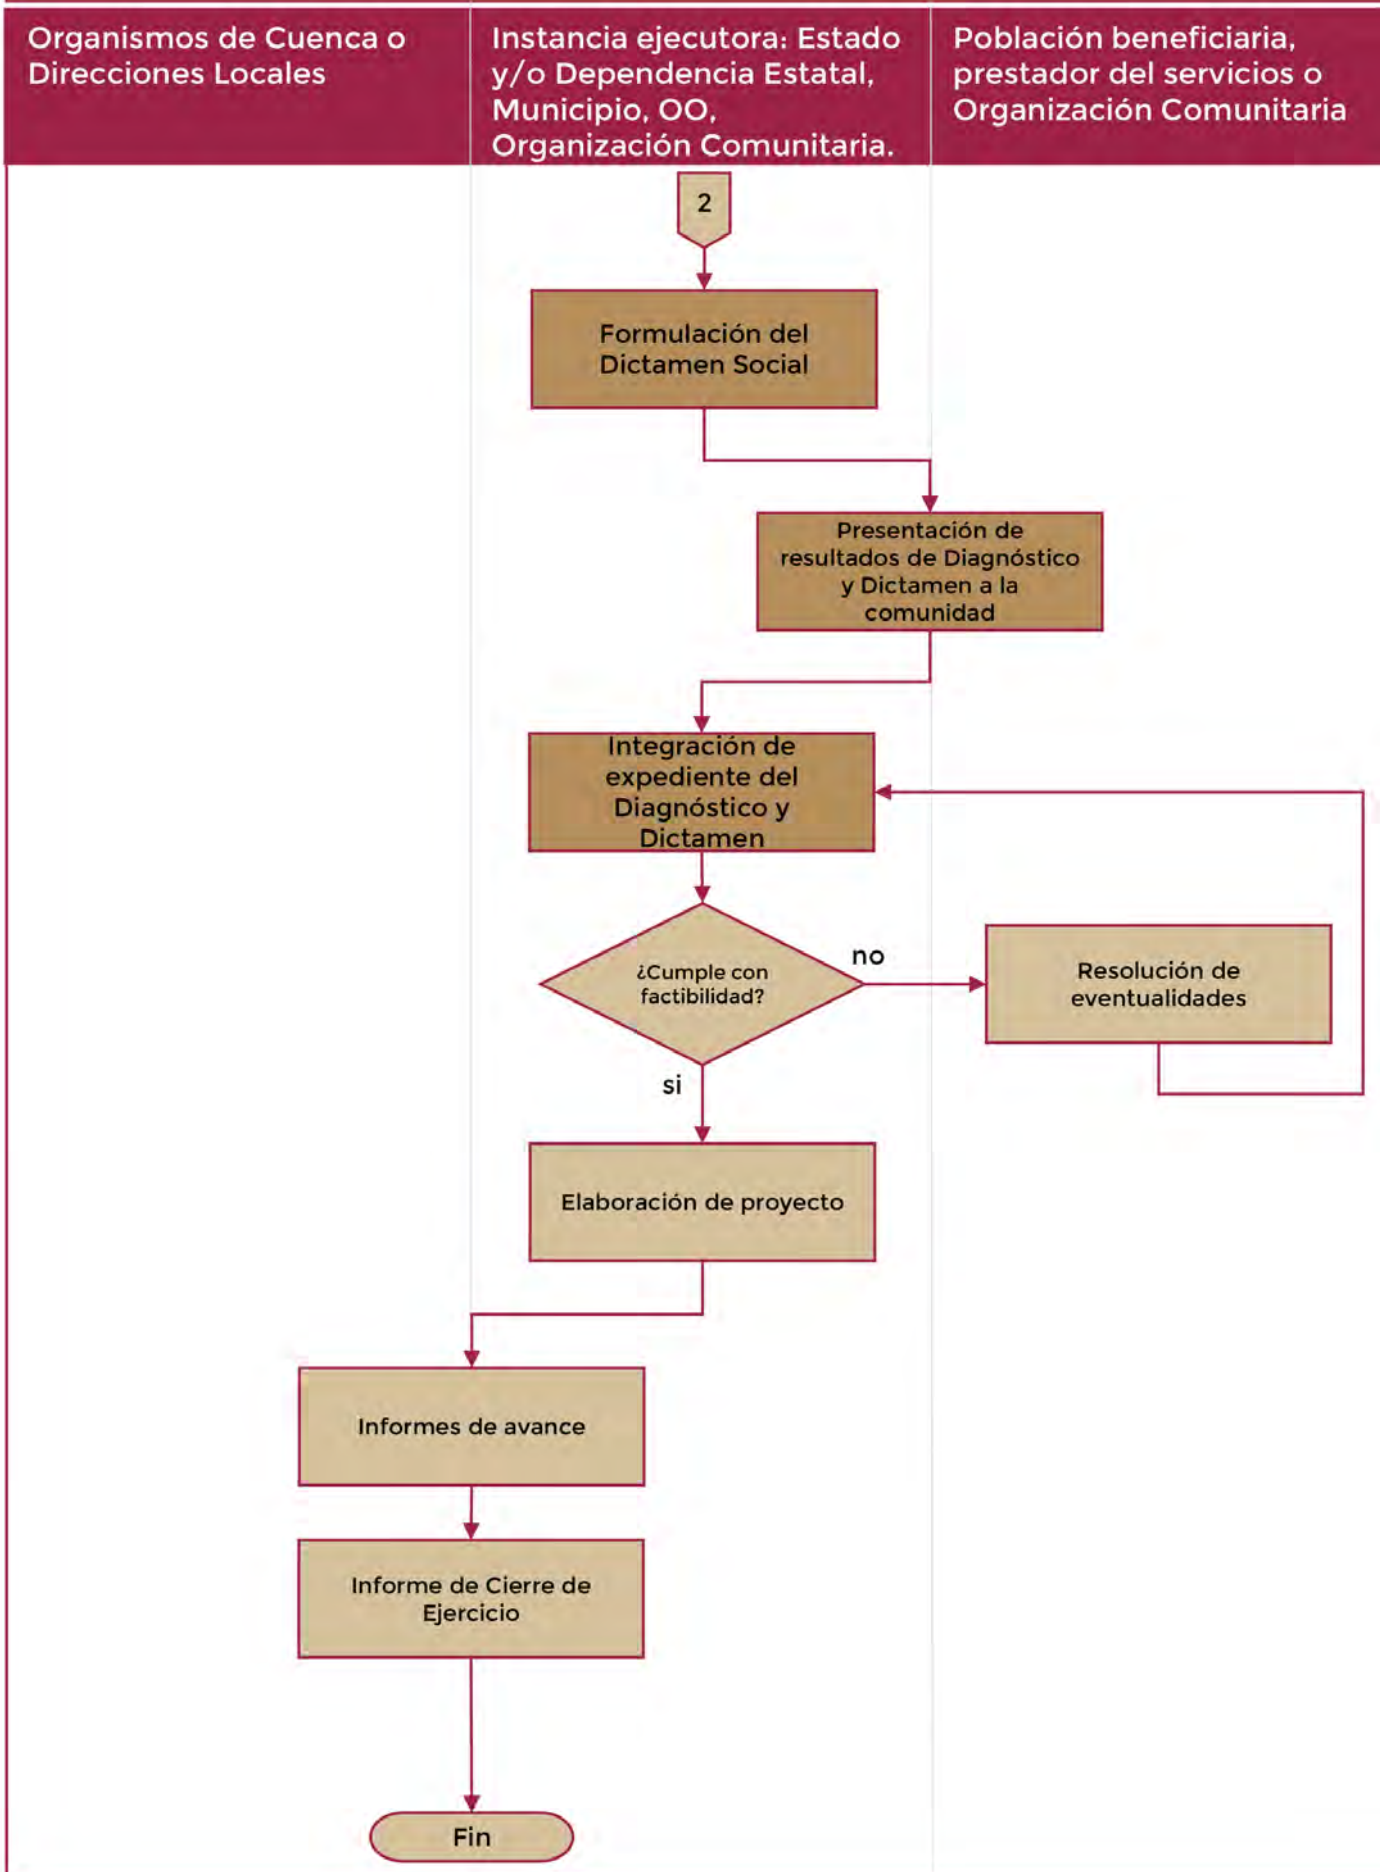 Organismos de Cuenca o
Direcciones Locales
Instancia ejecutora: Estado
y/o Dependencia Estatal,
Municipio, OO,
Organización Comunitaria.
Población beneficiaria,
prestador del servicios o
Organización Comunitaria
2
Formulación del
Dictamen Social
Presentación de
resultados de Diagnóstico
y Dictamen a la
comunidad
Integración de
expediente del
Diagnóstico y
Dictamen
¿Cumple con
factibilidad?
no
Resolución de
eventualidades
si
Elaboración de proyecto
Informes de avance
Informe de Cierre de
Ejercicio
Fin